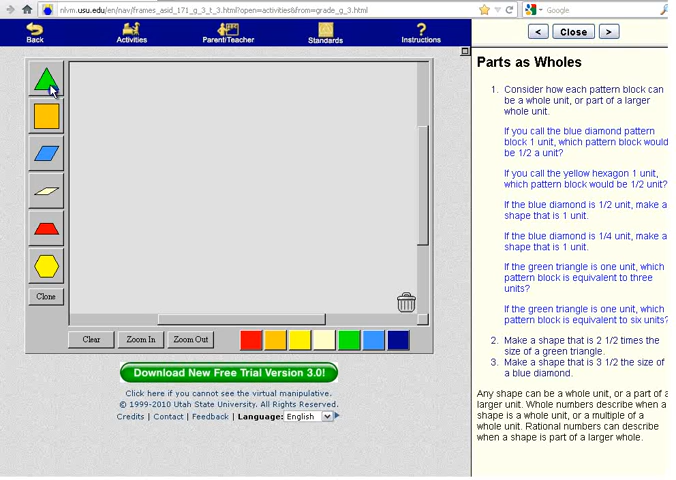 nlvm.usu.edu/en/nav/frames_asid_171_g_3_t_3.html?open=activities&from=grade_g_3.html
Google
Back
Activities
Parent/Teacher
Standards
Instructions
<
Close
>
Parts as Wholes
1. Consider how each pattern block can
be a whole unit, or part of a larger
whole unit.
If you call the blue diamond pattern
block 1 unit, which pattern block would
be 1/2 a unit?
If you call the yellow hexagon 1 unit,
which pattern block would be 1/2 unit?
If the blue diamond is 1/2 unit, make a
shape that is 1 unit.
If the blue diamond is 1/4 unit, make a
shape that is 1 unit.
If the green triangle is one unit, which
pattern block is equivalent to three
units?
If the green triangle is one unit, which
pattern block is equivalent to six units?
2. Make a shape that is 2 1/2 times the
size of a green triangle.
3. Make a shape that is 3 1/2 the size of
a blue diamond.
Any shape can be a whole unit, or a part of a
larger unit. Whole numbers describe when a
shape is a whole unit, or a multiple of a
whole unit. Rational numbers can describe
when a shape is part of a larger whole.
Clone
Clear
Zoom In
Zoom Out
Download New Free Trial Version 3.0!
Click here if you cannot see the virtual manipulative.
© 1999-2010 Utah State University. All Rights Reserved.
Credits | Contact | Feedback | Language: English